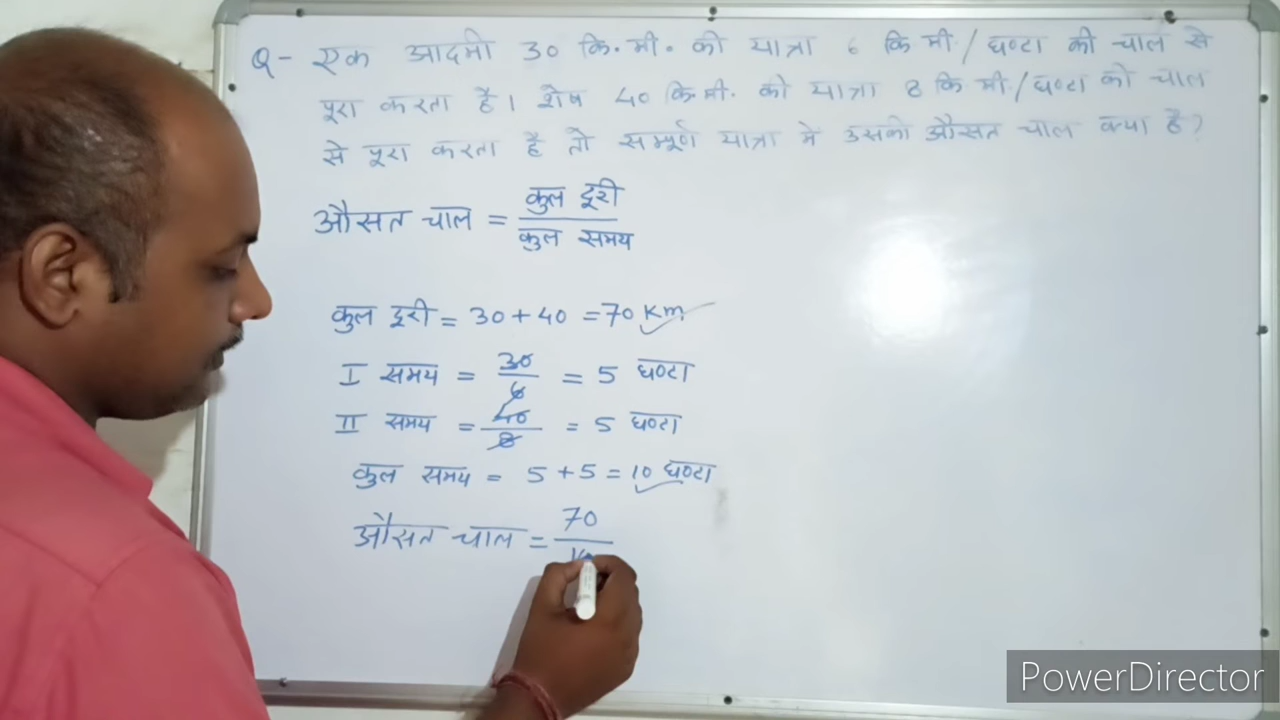 Q- एक आदमी 30 कि.मी. की यात्रा 6 कि मी/घण्टा की चाल से
पूरा करता है। शेष 40 कि.मी. की यात्रा 8 कि मी/घण्टा की चाल
से पूरा करता है तो सम्पूर्ण यात्रा मे उसकी औसत चाल क्या है?
औसत चाल = कुल दूरी / कुल समय
कुल दूरी = 30 + 40 = 70 Km
I समय = 30/6 = 5 घण्टा
II समय = 40/8 = 5 घण्टा
कुल समय = 5 + 5 = 10 घण्टा
औसत चाल = 70 / 10
PowerDirector